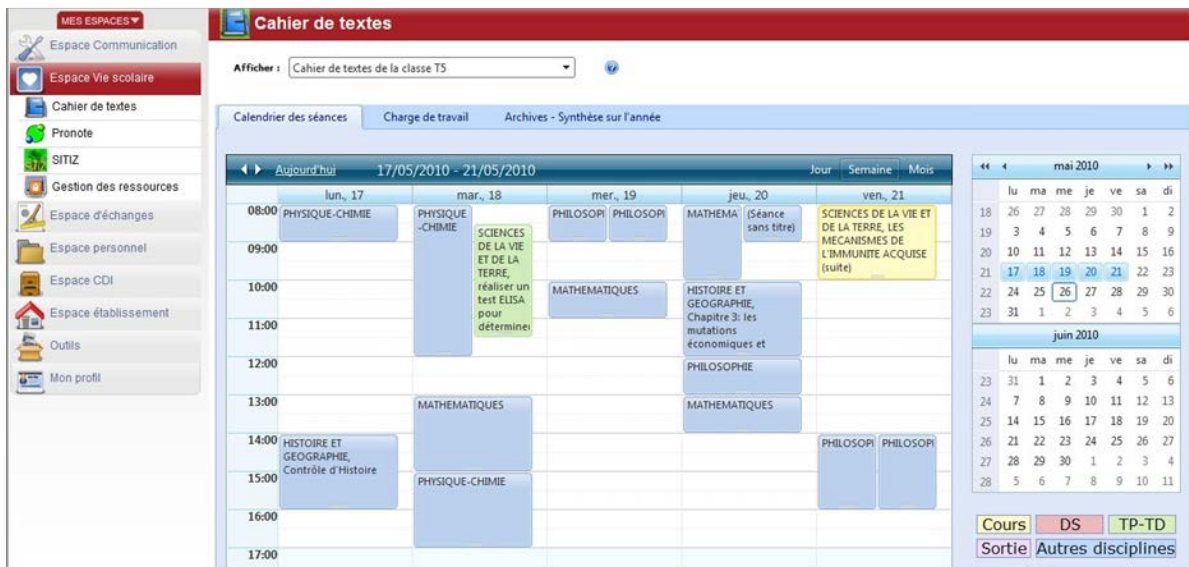 MES ESPACES▼
Espace Communication
Espace Vie scolaire
Cahier de textes
Pronote
SITIZ
Gestion des ressources
Espace d'échanges
Espace personnel
Espace CDI
Espace établissement
Outils
Mon profil
Cahier de textes
Afficher : Cahier de textes de la classe T5
Calendrier des séances Charge de travail Archives - Synthèse sur l'année
Aujourd'hui 17/05/2010 - 21/05/2010 Jour Semaine Mois
lun., 17 mar., 18 mer., 19 jeu., 20 ven., 21
08:00
09:00
10:00
11:00
12:00
13:00
14:00
15:00
16:00
17:00
PHYSIQUE-CHIMIE
HISTOIRE ET
GEOGRAPHIE,
Contrôle d'Histoire
PHYSIQUE
-CHIMIE
SCIENCES
DE LA VIE
ET DE LA
TERRE,
réaliser un
test ELISA
pour
détermine
MATHEMATIQUES
PHYSIQUE-CHIMIE
PHILOSOPI PHILOSOPI
MATHEMATIQUES
MATHEMA
(Séance
sans titre)
HISTOIRE ET
GEOGRAPHIE,
Chapitre 3: les
mutations
économiques et
PHILOSOPHIE
MATHEMATIQUES
SCIENCES DE LA VIE ET
DE LA TERRE, LES
MECANISMES DE
L'IMMUNITE ACQUISE
(suite)
PHILOSOPI PHILOSOPI
mai 2010
lu ma me je ve sa di
18 26 27 28 29 30 1 2
19 3 4 5 6 7 8 9
20 10 11 12 13 14 15 16
21 17 18 19 20 21 22 23
22 24 25 26 27 28 29 30
23 31 1 2 3 4 5 6
juin 2010
lu ma me je ve sa di
23 31 1 2 3 4 5 6
24 7 8 9 10 11 12 13
25 14 15 16 17 18 19 20
26 21 22 23 24 25 26 27
27 28 29 30 1 2 3 4
28 5 6 7 8 9 10 11
Cours DS TP-TD
Sortie Autres disciplines